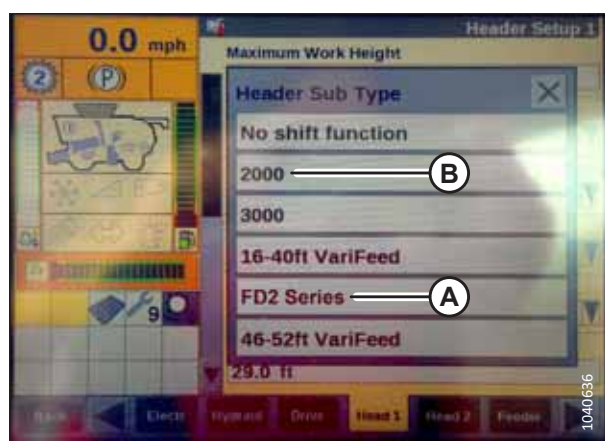 0.0 mph
Header Setup 1
Maximum Work Height
2
P
Header Sub Type
No shift function
2000
B
3000
16-40ft VariFeed
FD2 Series
A
46-52ft VariFeed
9
29.0 ft
Back
Electr
Hydraul
Drive
Head 1
Head 2
Feeder
1040636